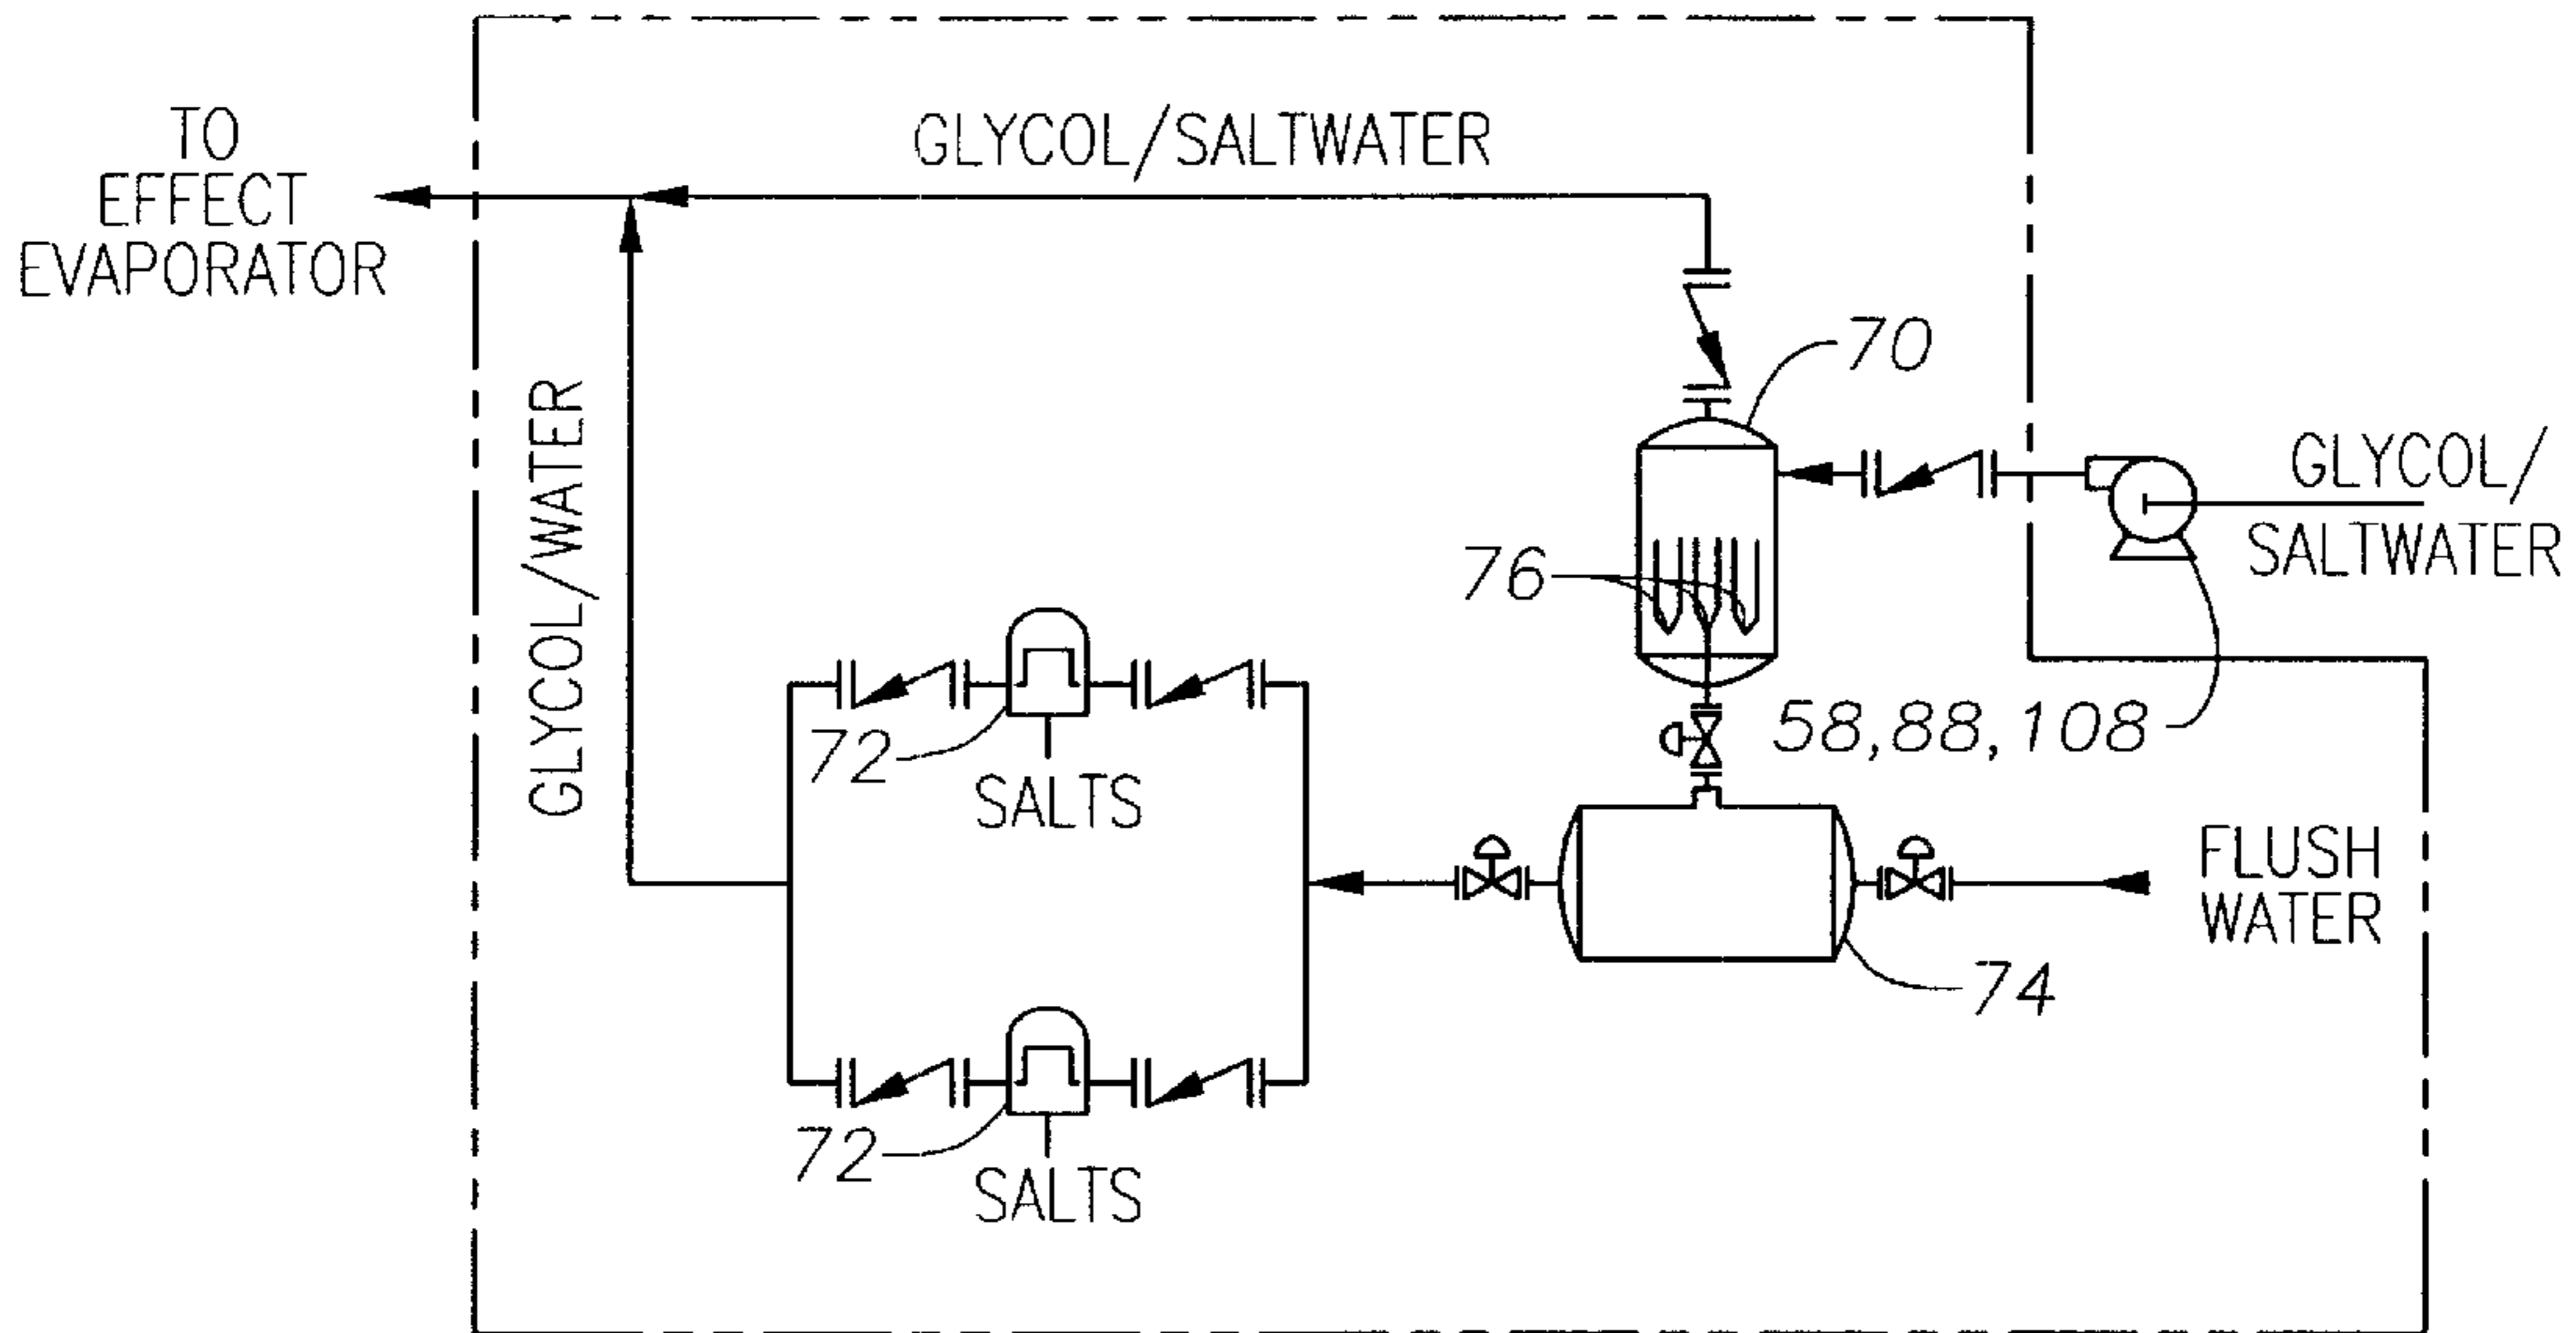 TO
EFFECT
EVAPORATOR
GLYCOL/SALTWATER
70
GLYCOL/
SALTWATER
GLYCOL/WATER
76
58,88,108
72
SALTS
FLUSH
WATER
74
72
SALTS